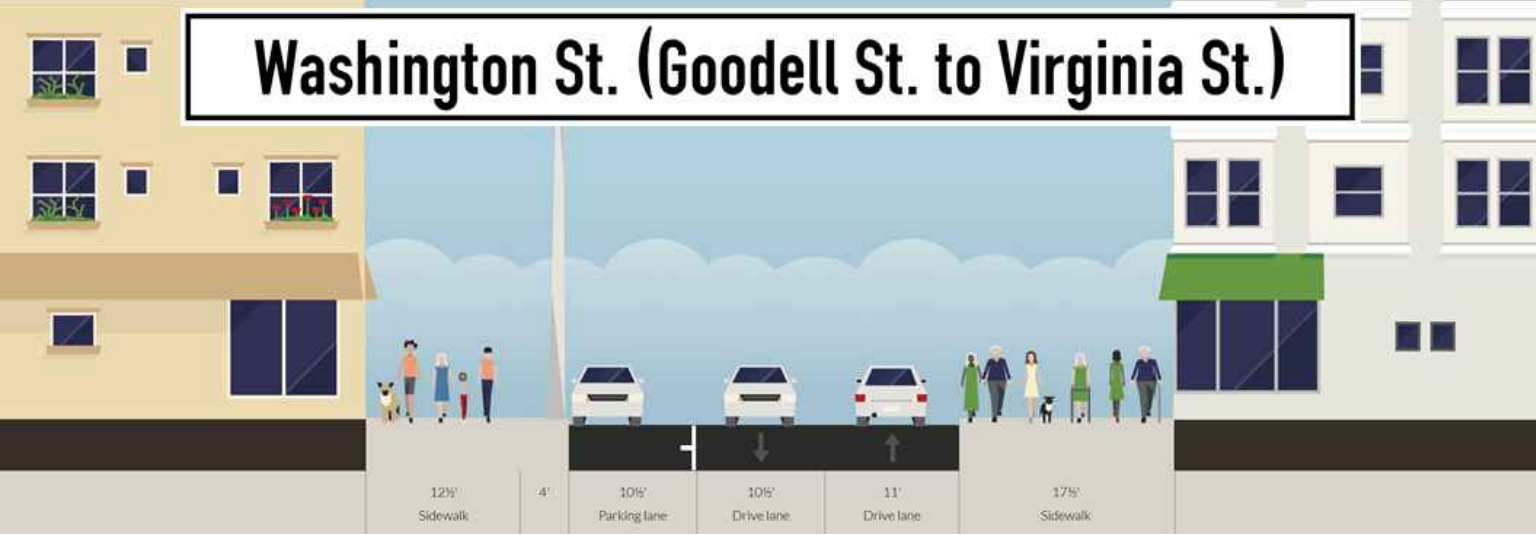 Washington St. (Goodell St. to Virginia St.)
12½' 4' 10½' 10½' 11' 17½'
Sidewalk Parking lane Drive lane Drive lane Sidewalk